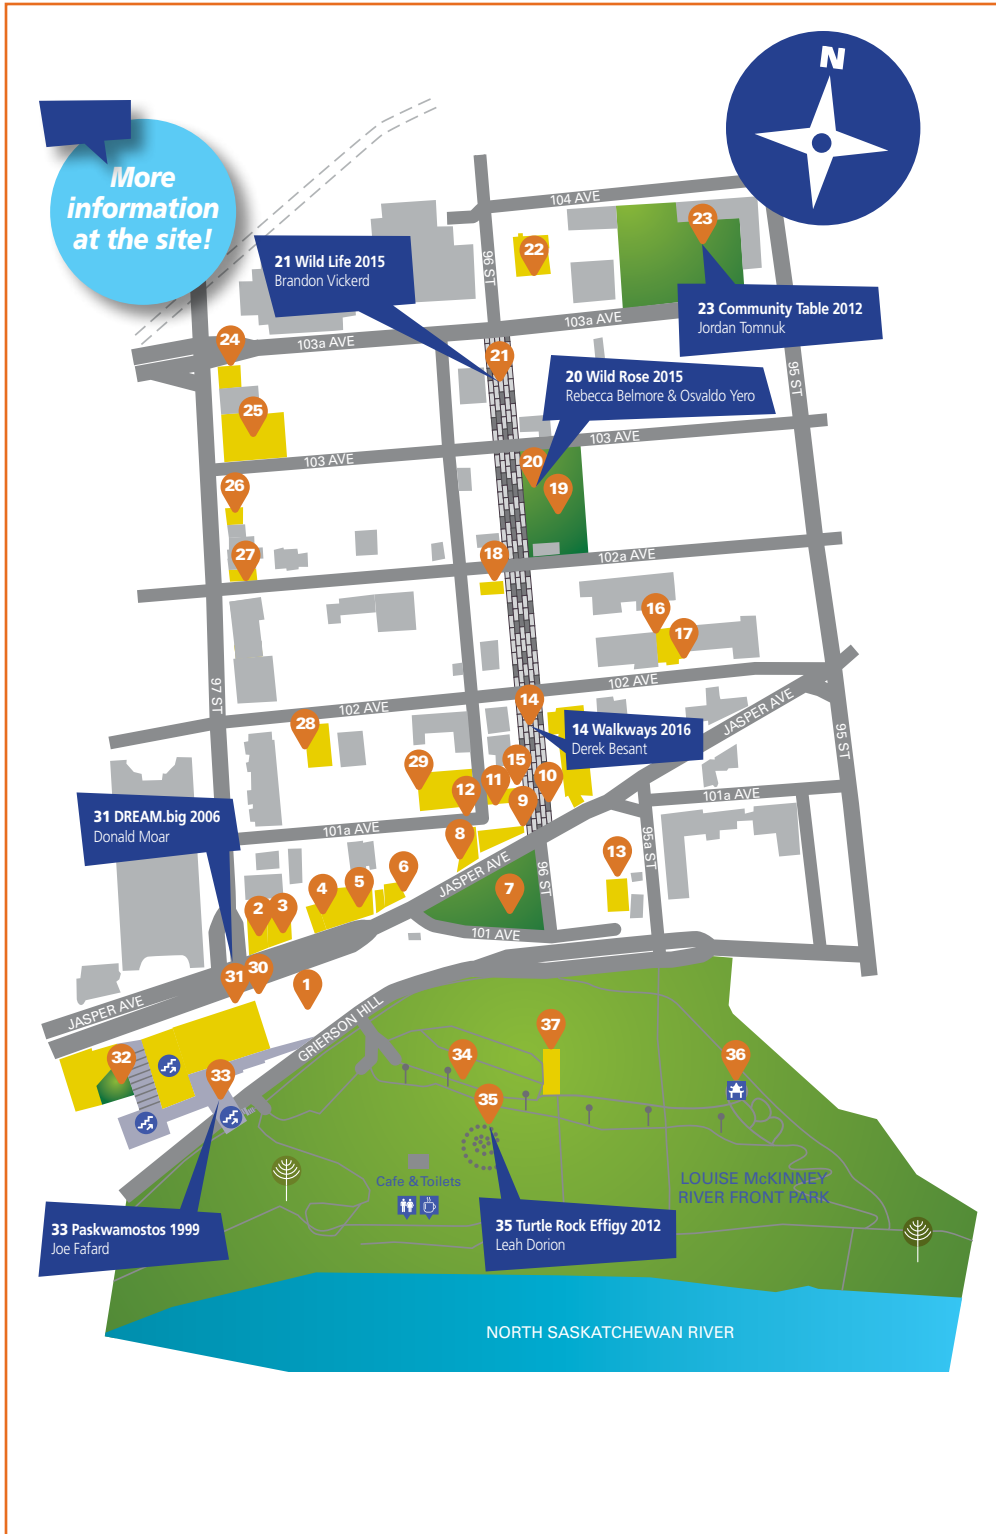 N
More
information
at the site!
104 AVE
23
22
96 ST
21 Wild Life 2015
Brandon Vickerd
23 Community Table 2012
Jordan Tomnuk
103a AVE
103a AVE
24
21
95 ST
20 Wild Rose 2015
Rebecca Belmore & Osvaldo Yero
25
103 AVE
103 AVE
20
19
26
27
18
102a AVE
16
17
97 ST
102 AVE
102 AVE
14
JASPER AVE
28
14 Walkways 2016
Derek Besant
95 ST
29
15
11
10
12
9
101a AVE
31 DREAM.big 2006
Donald Moar
101a AVE
8
95a ST
13
JASPER AVE
96 ST
6
5
4
7
2
3
101 AVE
31
30
1
JASPER AVE
GRIERSON HILL
32
33
34
37
36
35
Cafe & Toilets
LOUISE McKINNEY
RIVER FRONT PARK
33 Paskwamostos 1999
Joe Fafard
35 Turtle Rock Effigy 2012
Leah Dorion
NORTH SASKATCHEWAN RIVER